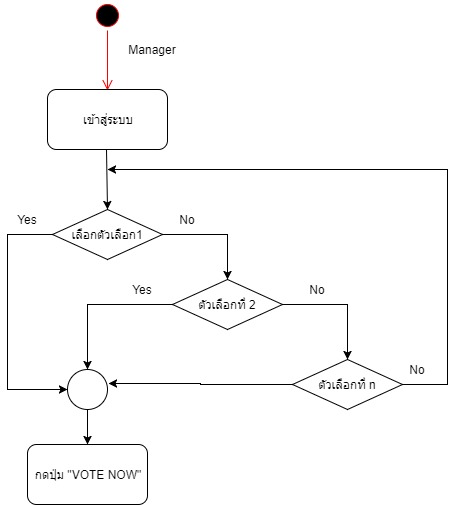 Manager
เข้าสู่ระบบ
Yes
เลือกตัวเลือก1
No
Yes
ตัวเลือกที่ 2
No
ตัวเลือกที่ n
No
กดปุ่ม "VOTE NOW"